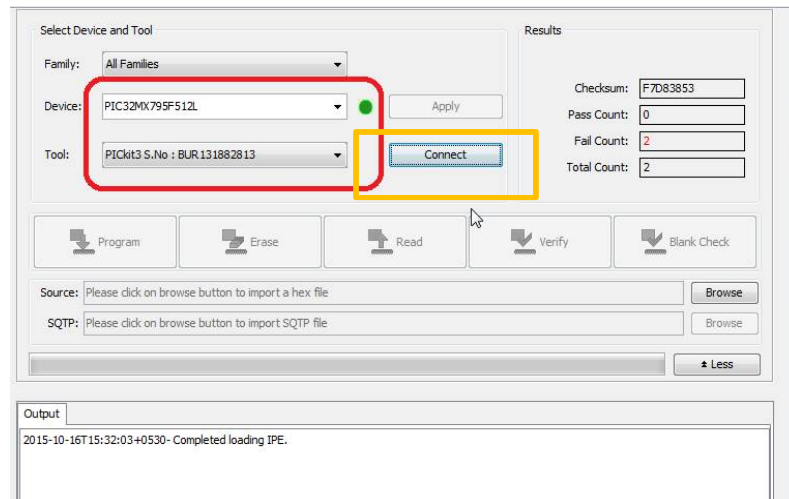 Select Device and Tool
Results
Family: All Families
Checksum: F7D83853
Device: PIC32MX795F512L
Apply
Pass Count: 0
Fail Count: 2
Tool: PICkit3 S.No : BUR131882813
Connect
Total Count: 2
Program
Erase
Read
Verify
Blank Check
Source: Please click on browse button to import a hex file
Browse
SQTP: Please click on browse button to import SQTP file
Browse
Less
Output
2015-10-16T15:32:03+0530- Completed loading IPE.